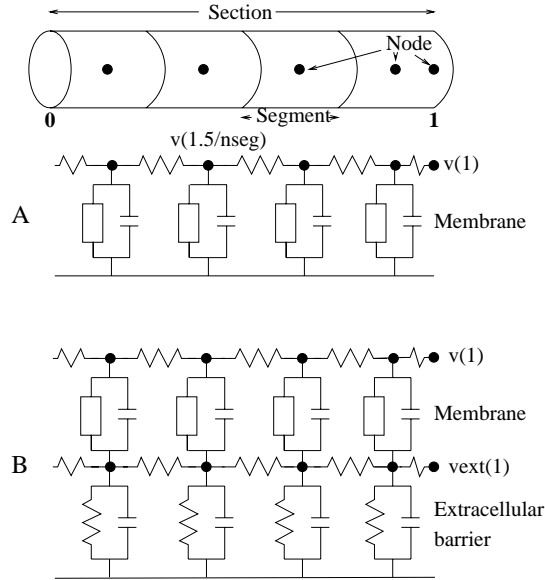 Section
Node
Segment
0
1
v(1.5/nseg)
v(1)
A
Membrane
v(1)
Membrane
B
vext(1)
Extracellular
barrier